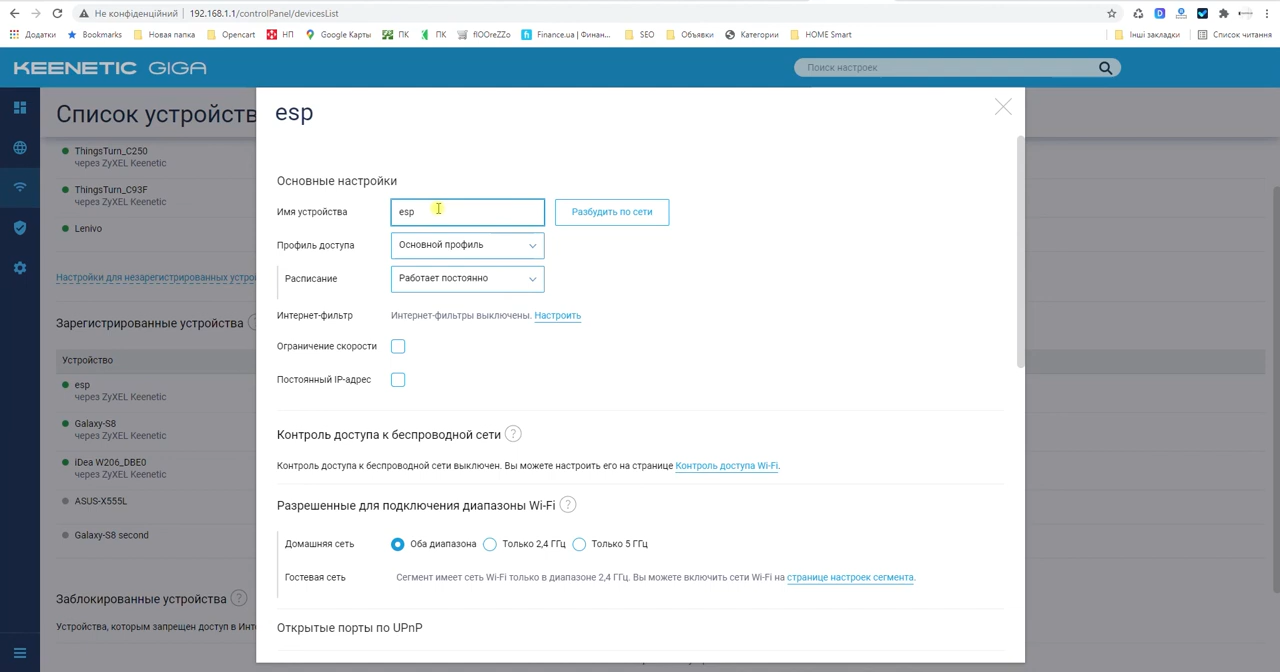 Не конфіденційний
192.168.1.1/controlPanel/devicesList
Додатки
Bookmarks
Новая папка
Opencart
НП
Google Карты
ПК
ПК
flOOreZZo
Finance.ua | (Финан...
SEO
Объявки
Категории
HOME Smart
Інші закладки
Список читання
KEENETIC GIGA
Поиск настроек
Список устройств
ThingsTurn_C250
через ZyXEL Keenetic
ThingsTurn_C93F
через ZyXEL Keenetic
Lenivo
Настройки для незарегистрированных устро
Зарегистрированные устройства
Устройство
esp
через ZyXEL Keenetic
Galaxy-S8
через ZyXEL Keenetic
iDea W206_DBE0
через ZyXEL Keenetic
ASUS-X555L
Galaxy-S8 second
Заблокированные устройства ?
Устройства, которым запрещен доступ в Инт
esp
Основные настройки
Имя устройства
esp
Разбудить по сети
Профиль доступа
Основной профиль
Расписание
Работает постоянно
Интернет-фильтр
Интернет-фильтры выключены. Настроить
Ограничение скорости
Постоянный IP-адрес
Контроль доступа к беспроводной сети ?
Контроль доступа к беспроводной сети выключен. Вы можете настроить его на странице Контроль доступа Wi-Fi.
Разрешенные для подключения диапазоны Wi-Fi ?
Домашняя сеть
Оба диапазона
Только 2,4 ГГц
Только 5 ГГц
Гостевая сеть
Сегмент имеет сеть Wi-Fi только в диапазоне 2,4 ГГц. Вы можете включить сети Wi-Fi на странице настроек сегмента.
Открытые порты по UPnP